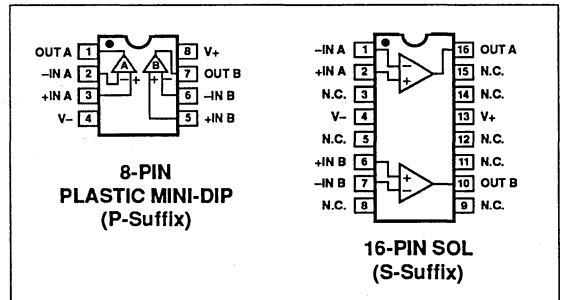 OUT A 1 8 V+
–IN A 2 A B 7 OUT B
+IN A 3 – + + – 6 –IN B
V– 4 5 +IN B
8-PIN
PLASTIC MINI-DIP
(P-Suffix)
–IN A 1 – 16 OUT A
+IN A 2 + 15 N.C.
N.C. 3 14 N.C.
V– 4 13 V+
N.C. 5 12 N.C.
+IN B 6 + 11 N.C.
–IN B 7 – 10 OUT B
N.C. 8 9 N.C.
16-PIN SOL
(S-Suffix)